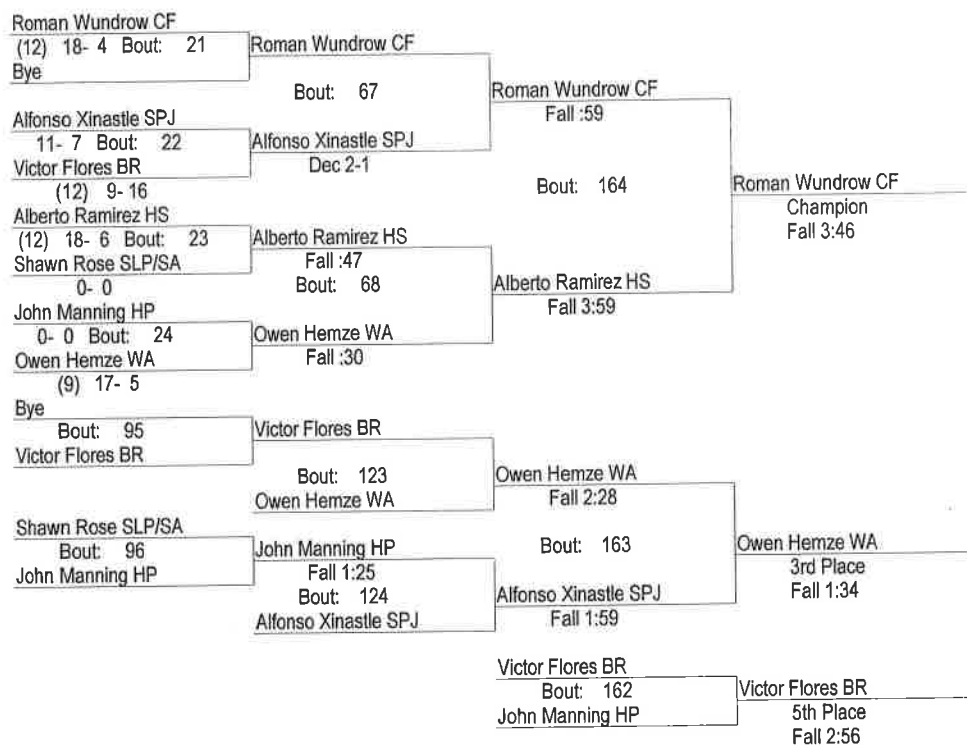 Roman Wundrow CF
(12) 18- 4 Bout: 21
Bye
Roman Wundrow CF
Bout: 67
Alfonso Xinastle SPJ
11- 7 Bout: 22
Victor Flores BR
(12) 9- 16
Alfonso Xinastle SPJ
Dec 2-1
Roman Wundrow CF
Fall :59
Bout: 164
Alberto Ramirez HS
(12) 18- 6 Bout: 23
Shawn Rose SLP/SA
0- 0
Alberto Ramirez HS
Fall :47
Bout: 68
John Manning HP
0- 0 Bout: 24
Owen Hemze WA
(9) 17- 5
Owen Hemze WA
Fall :30
Alberto Ramirez HS
Fall 3:59
Roman Wundrow CF
Champion
Fall 3:46
Bye
Bout: 95
Victor Flores BR
Victor Flores BR
Bout: 123
Owen Hemze WA
Owen Hemze WA
Fall 2:28
Bout: 163
Shawn Rose SLP/SA
Bout: 96
John Manning HP
John Manning HP
Fall 1:25
Bout: 124
Alfonso Xinastle SPJ
Alfonso Xinastle SPJ
Fall 1:59
Owen Hemze WA
3rd Place
Fall 1:34
Victor Flores BR
Bout: 162
John Manning HP
Victor Flores BR
5th Place
Fall 2:56